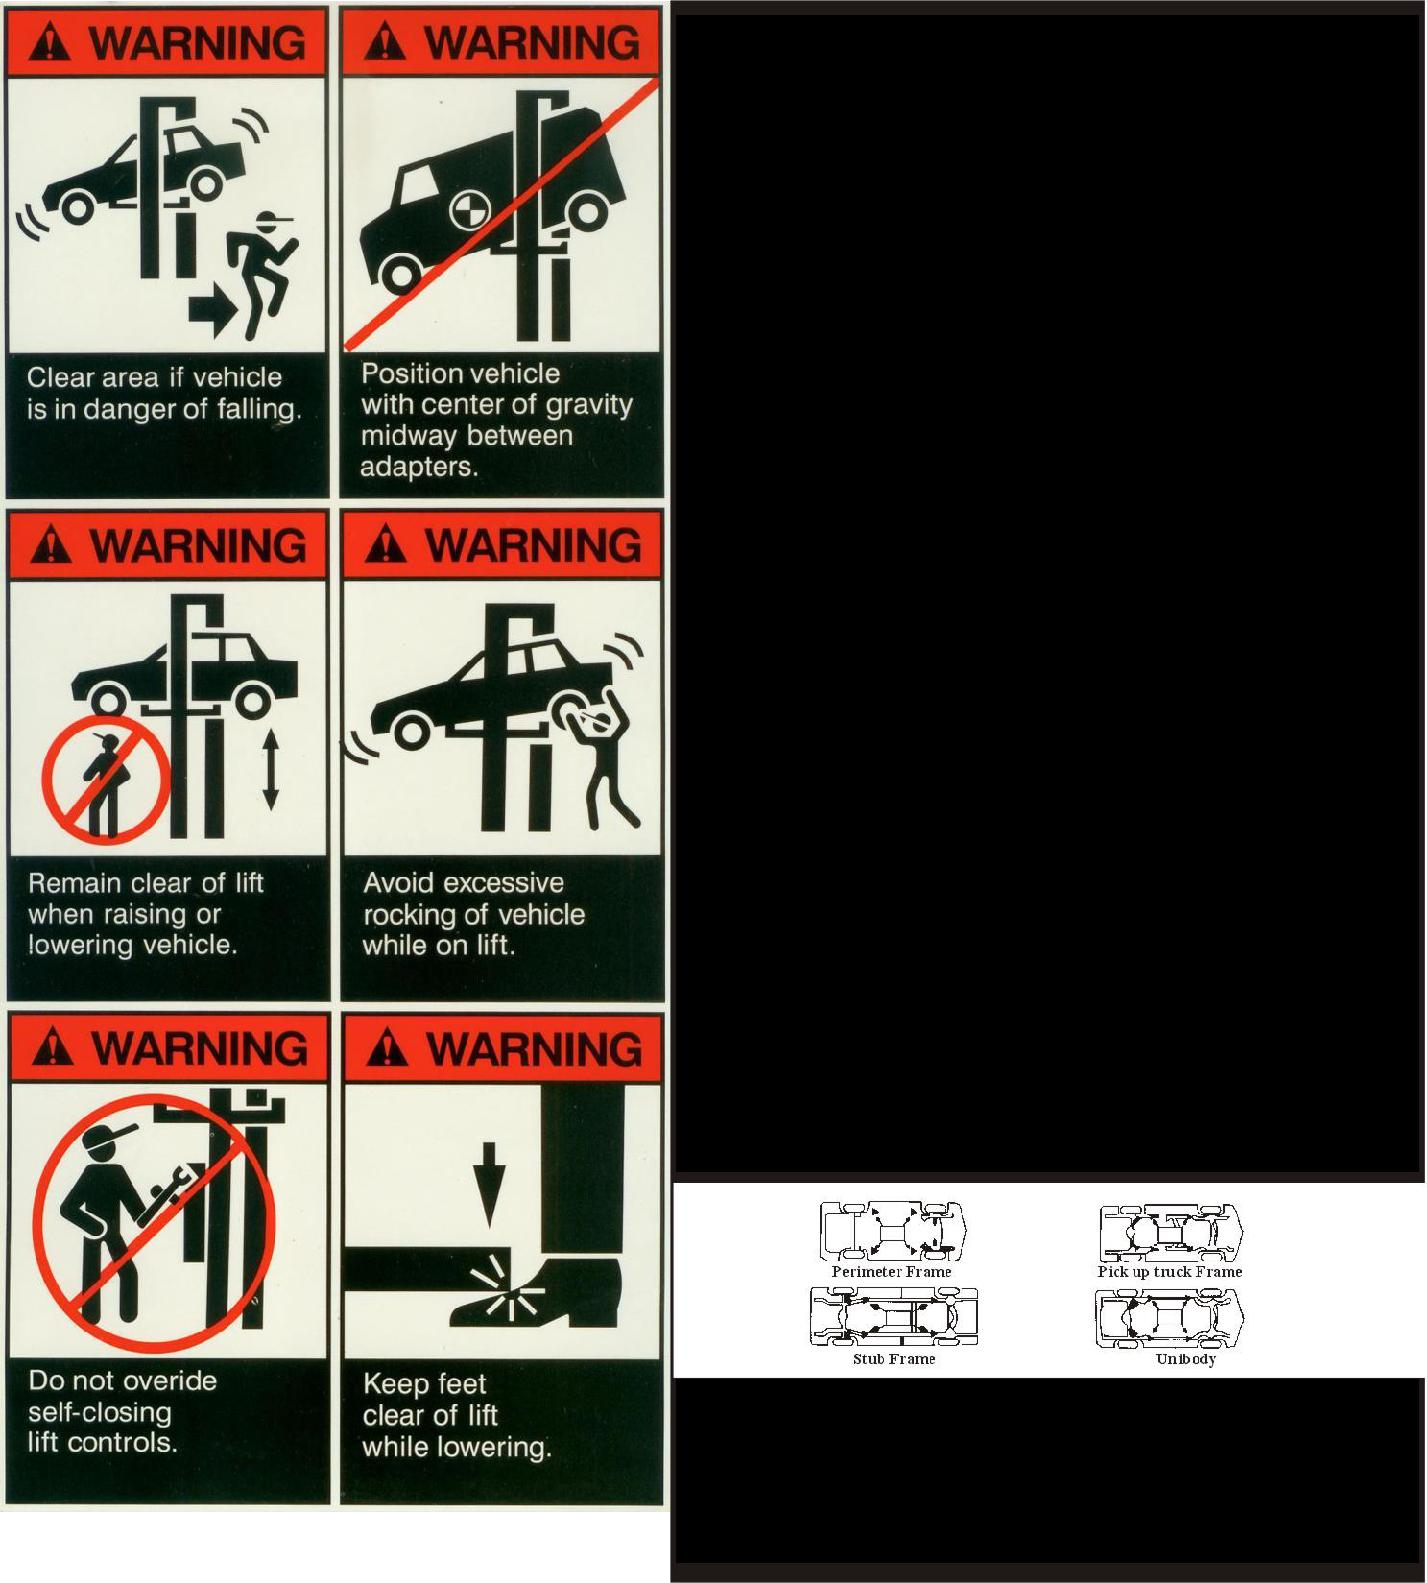 WARNING
Clear area if vehicle
is in danger of falling.
WARNING
Position vehicle
with center of gravity
midway between
adapters.
WARNING
Remain clear of lift
when raising or
lowering vehicle.
WARNING
Avoid excessive
rocking of vehicle
while on lift.
WARNING
Do not overide
self-closing
lift controls.
WARNING
Keep feet
clear of lift
while lowering.
Perimeter Frame
Pick up truck Frame
Stub Frame
Unibody